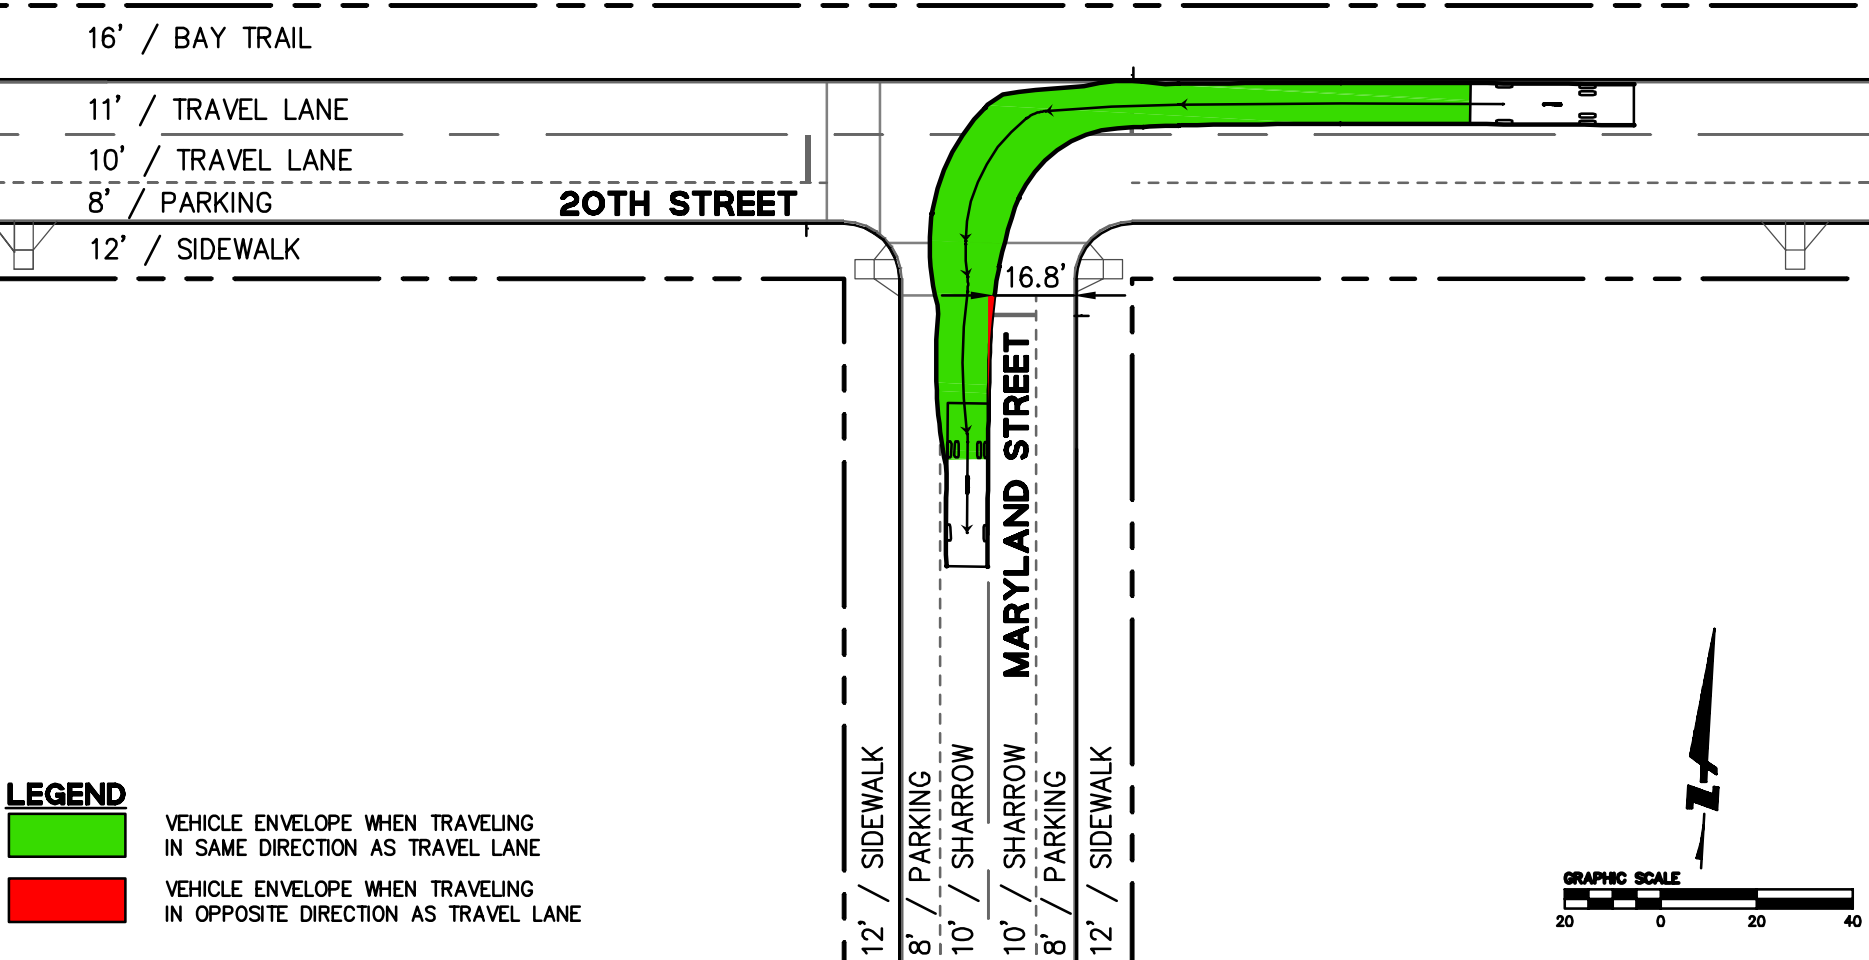 16' / BAY TRAIL
11' / TRAVEL LANE
10' / TRAVEL LANE
8' / PARKING
20TH STREET
12' / SIDEWALK
16.8'
MARYLAND STREET
12' / SIDEWALK
8' / PARKING
10' / SHARROW
10' / SHARROW
8' / PARKING
12' / SIDEWALK
LEGEND
VEHICLE ENVELOPE WHEN TRAVELING
IN SAME DIRECTION AS TRAVEL LANE
VEHICLE ENVELOPE WHEN TRAVELING
IN OPPOSITE DIRECTION AS TRAVEL LANE
Z
GRAPHIC SCALE
20 0 20 40